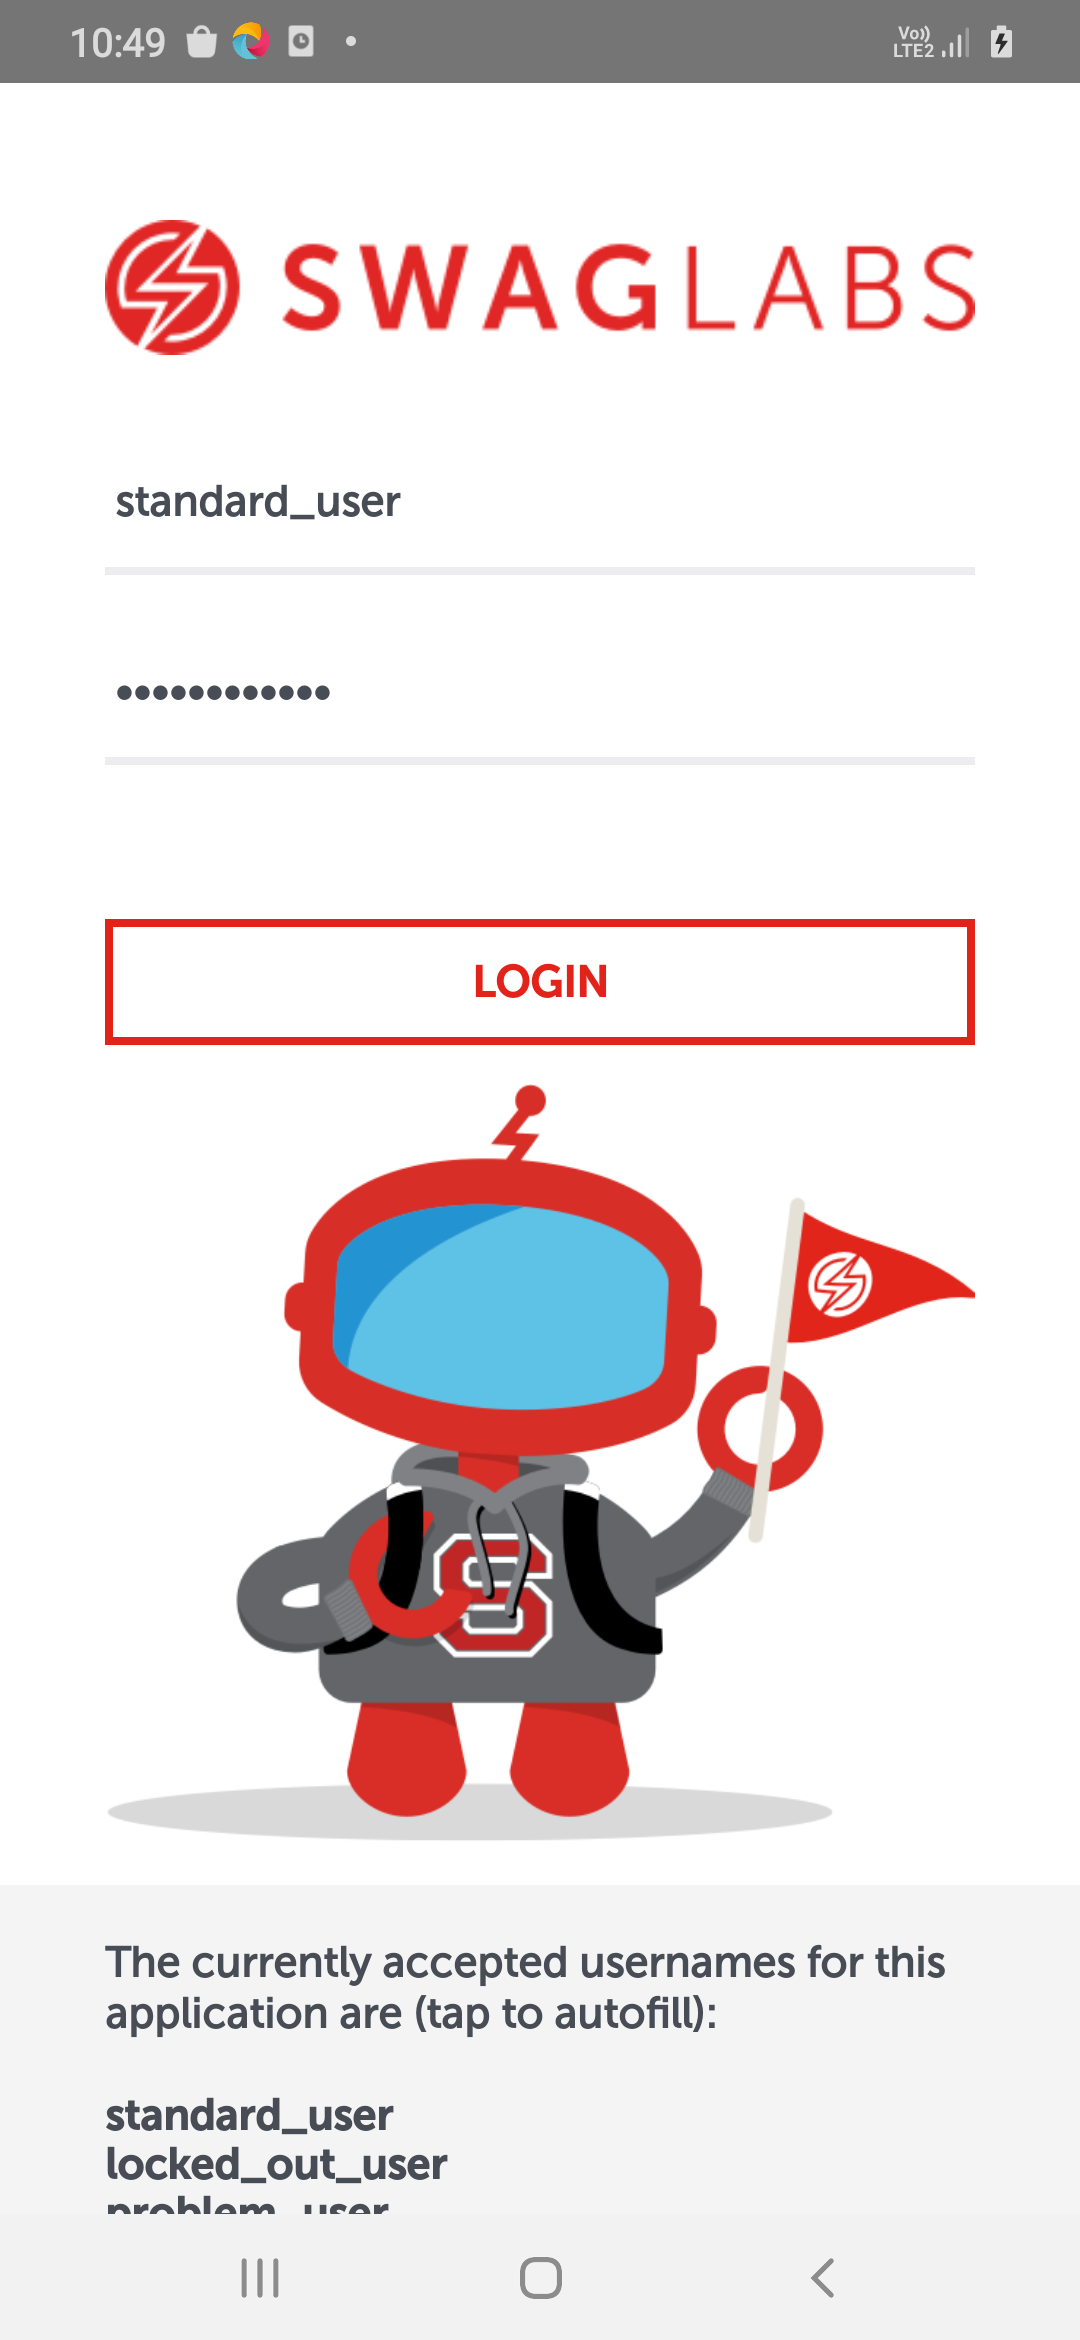 10:49
Vo))
LTE2
SWAGLABS
standard_user
••••••••••••
LOGIN
S
The currently accepted usernames for this
application are (tap to autofill):
standard_user
locked_out_user
problem_user